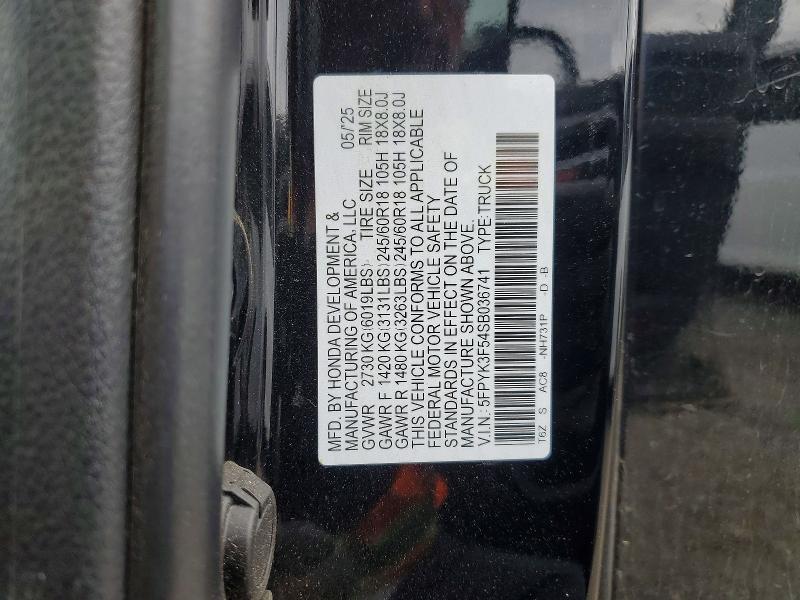 MFD. BY HONDA DEVELOPMENT &
MANUFACTURING OF AMERICA, LLC 05/'25
GVWR 2730 KG(6019LBS) TIRE SIZE RIM SIZE
GAWR F 1420 KG(3131LBS) 245/60R18 105H 18X8.0J
GAWR R 1480 KG(3263LBS) 245/60R18 105H 18X8.0J
THIS VEHICLE CONFORMS TO ALL APPLICABLE
FEDERAL MOTOR VEHICLE SAFETY
STANDARDS IN EFFECT ON THE DATE OF
MANUFACTURE SHOWN ABOVE.
V.I.N.: 5FPYK3F54SB036741 TYPE: TRUCK
T6Z S AC8 -NH731P -D -B